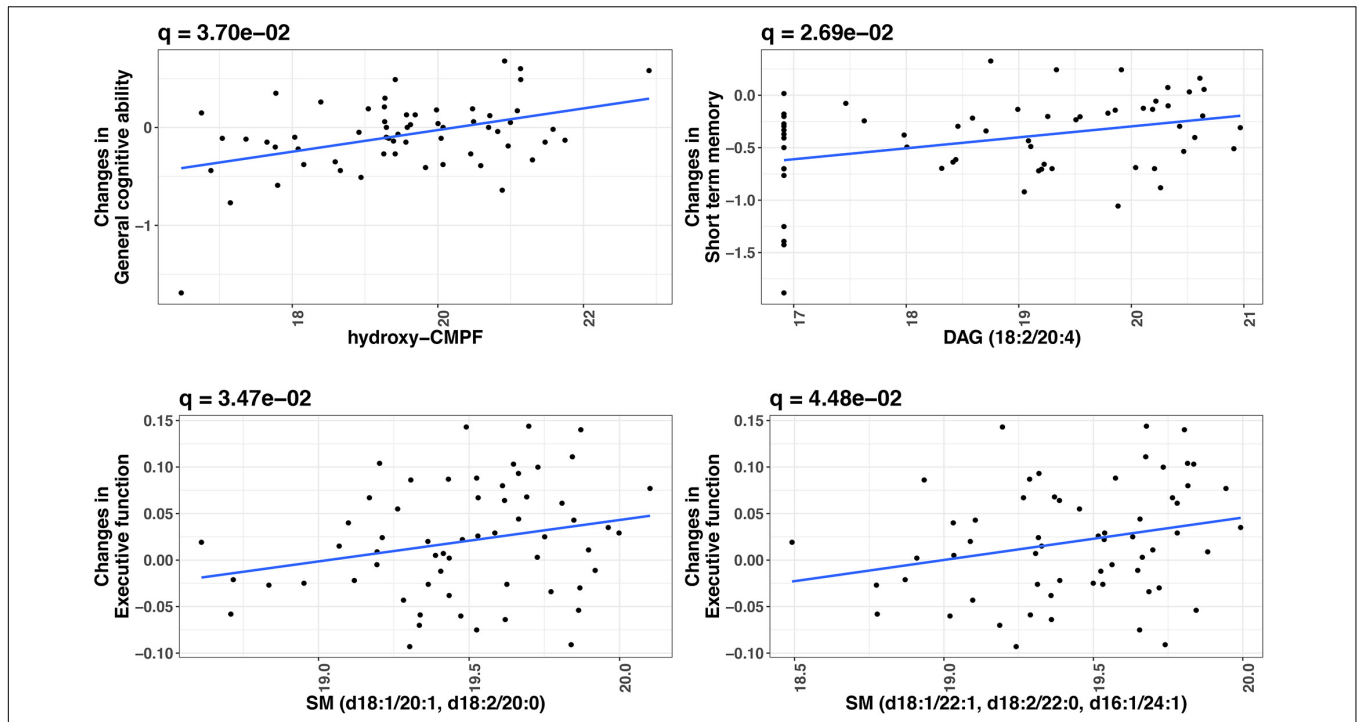 q = 3.70e−02
Changes in
General cognitive ability
0
−1
18
20
22
hydroxy−CMPF
q = 2.69e−02
Changes in
Short term memory
0.0
−0.5
−1.0
−1.5
17
18
19
20
21
DAG (18:2/20:4)
q = 3.47e−02
Changes in
Executive function
0.15
0.10
0.05
0.00
−0.05
−0.10
19.0
19.5
20.0
SM (d18:1/20:1, d18:2/20:0)
q = 4.48e−02
Changes in
Executive function
0.15
0.10
0.05
0.00
−0.05
−0.10
18.5
19.0
19.5
20.0
SM (d18:1/22:1, d18:2/22:0, d16:1/24:1)